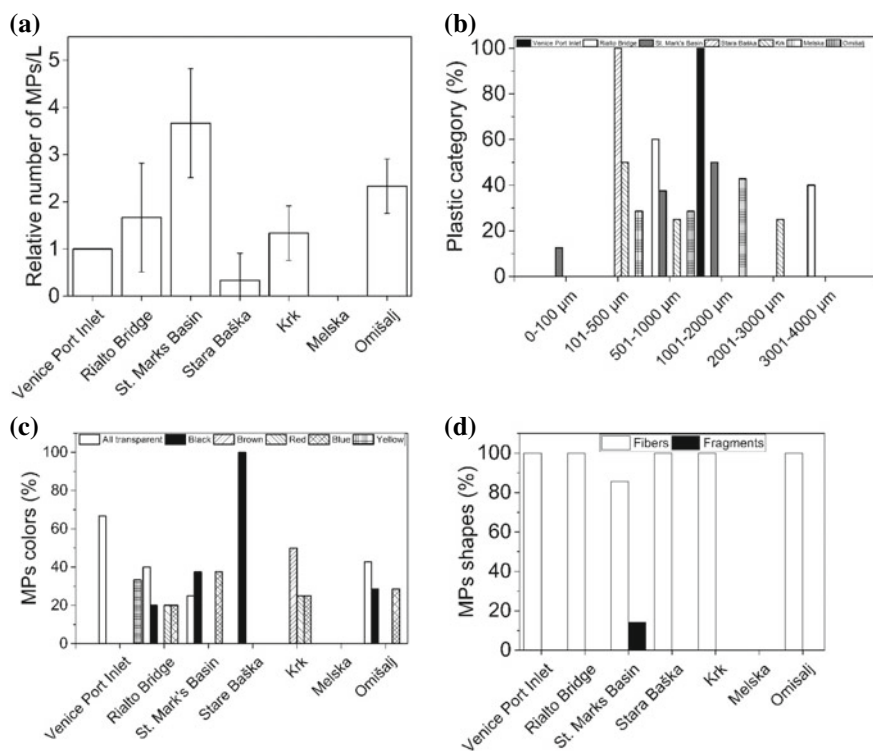 (a)
Relative number of MPs/L
5
4
3
2
1
0
Venice Port Inlet
Rialto Bridge
St. Marks Basin
Stara Baška
Krk
Melska
Omišalj
(b)
Venice Port Inlet Rialto Bridge St. Mark's Basin Stara Baška Krk Melska Omišalj
Plastic category (%)
100
80
60
40
20
0
0-100 µm
101-500 µm
501-1000 µm
1001-2000 µm
2001-3000 µm
3001-4000 µm
(c)
All transparent Black Brown Red Blue Yellow
MPs colors (%)
100
80
60
40
20
0
Venice Port Inlet
Rialto Bridge
St. Mark's Basin
Stare Baška
Krk
Melska
Omišalj
(d)
Fibers Fragments
MPs shapes (%)
100
80
60
40
20
0
Venice Port Inlet
Rialto Bridge
St. Marks Basin
Stara Baška
Krk
Melska
Omisalj